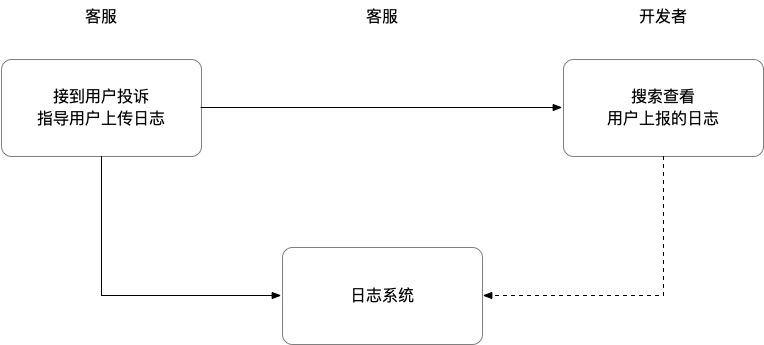 客服
客服
开发者
接到用户投诉
指导用户上传日志
搜索查看
用户上报的日志
日志系统